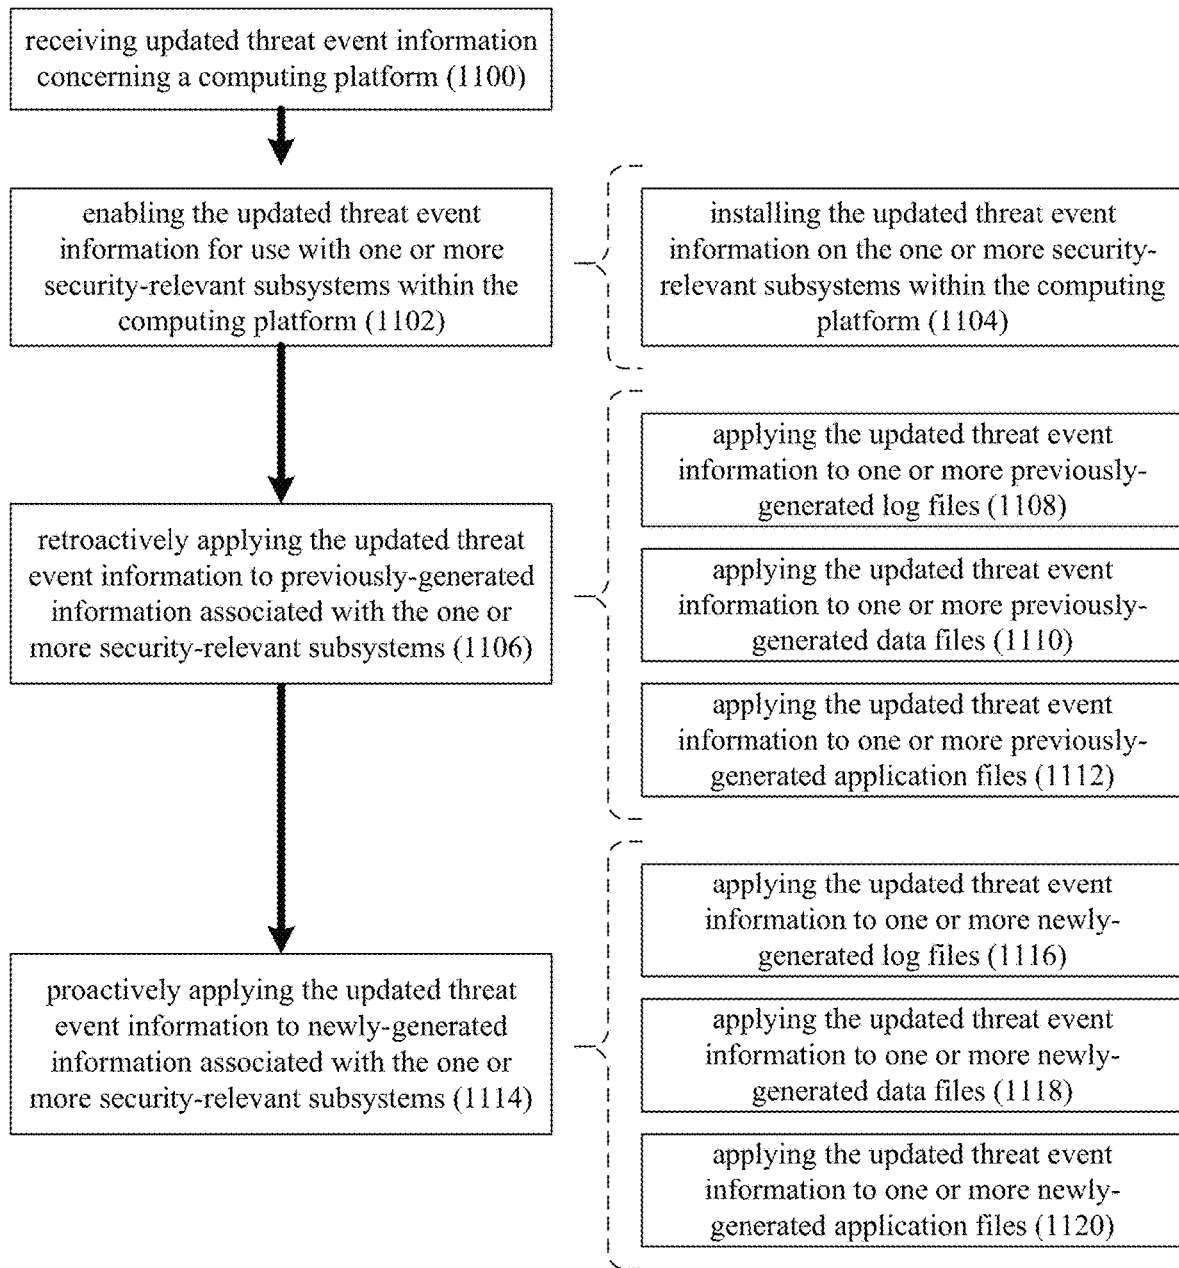 receiving updated threat event information
concerning a computing platform (1100)
enabling the updated threat event
information for use with one or more
security-relevant subsystems within the
computing platform (1102)
installing the updated threat event
information on the one or more security-
relevant subsystems within the computing
platform (1104)
retroactively applying the updated threat
event information to previously-generated
information associated with the one or
more security-relevant subsystems (1106)
applying the updated threat event
information to one or more previously-
generated log files (1108)
applying the updated threat event
information to one or more previously-
generated data files (1110)
applying the updated threat event
information to one or more previously-
generated application files (1112)
proactively applying the updated threat
event information to newly-generated
information associated with the one or
more security-relevant subsystems (1114)
applying the updated threat event
information to one or more newly-
generated log files (1116)
applying the updated threat event
information to one or more newly-
generated data files (1118)
applying the updated threat event
information to one or more newly-
generated application files (1120)